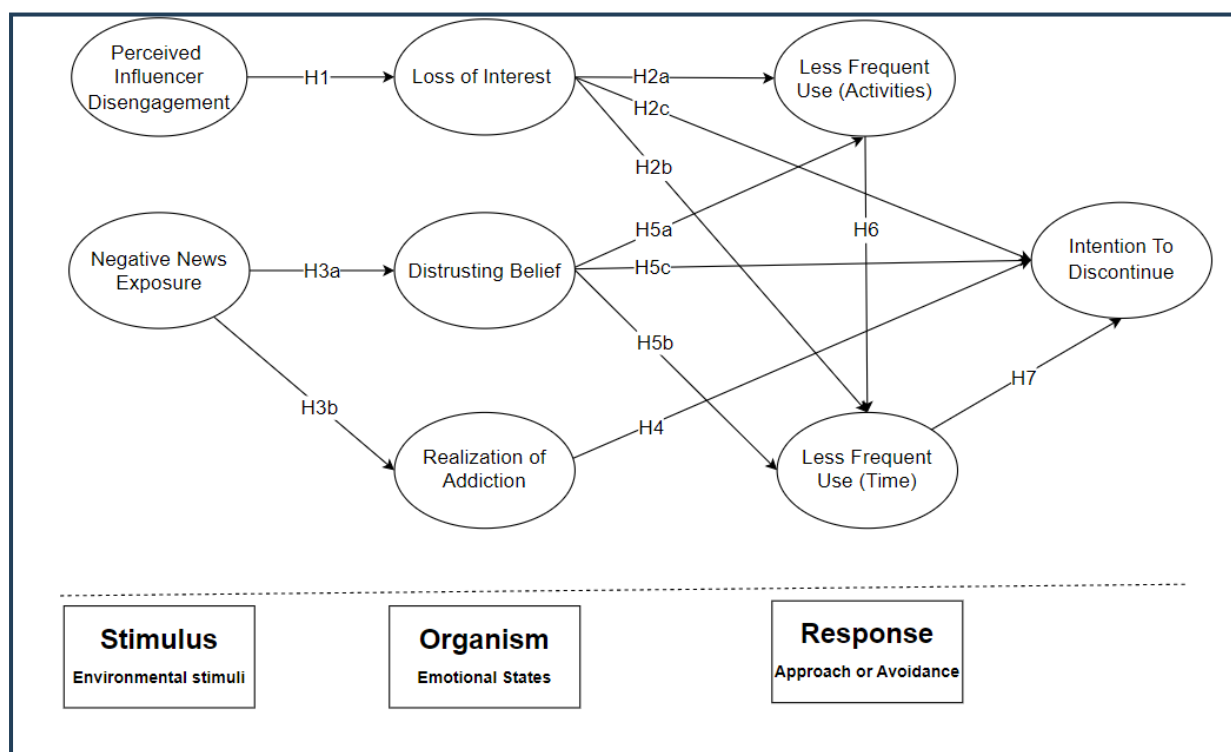 Perceived
Influencer
Disengagement
H1
Loss of Interest
H2a
Less Frequent
Use (Activities)
H2c
H2b
Negative News
Exposure
H3a
Distrusting Belief
H5a
H5c
H6
Intention To
Discontinue
H5b
H3b
Realization of
Addiction
H4
Less Frequent
Use (Time)
H7
Stimulus
Environmental stimuli
Organism
Emotional States
Response
Approach or Avoidance